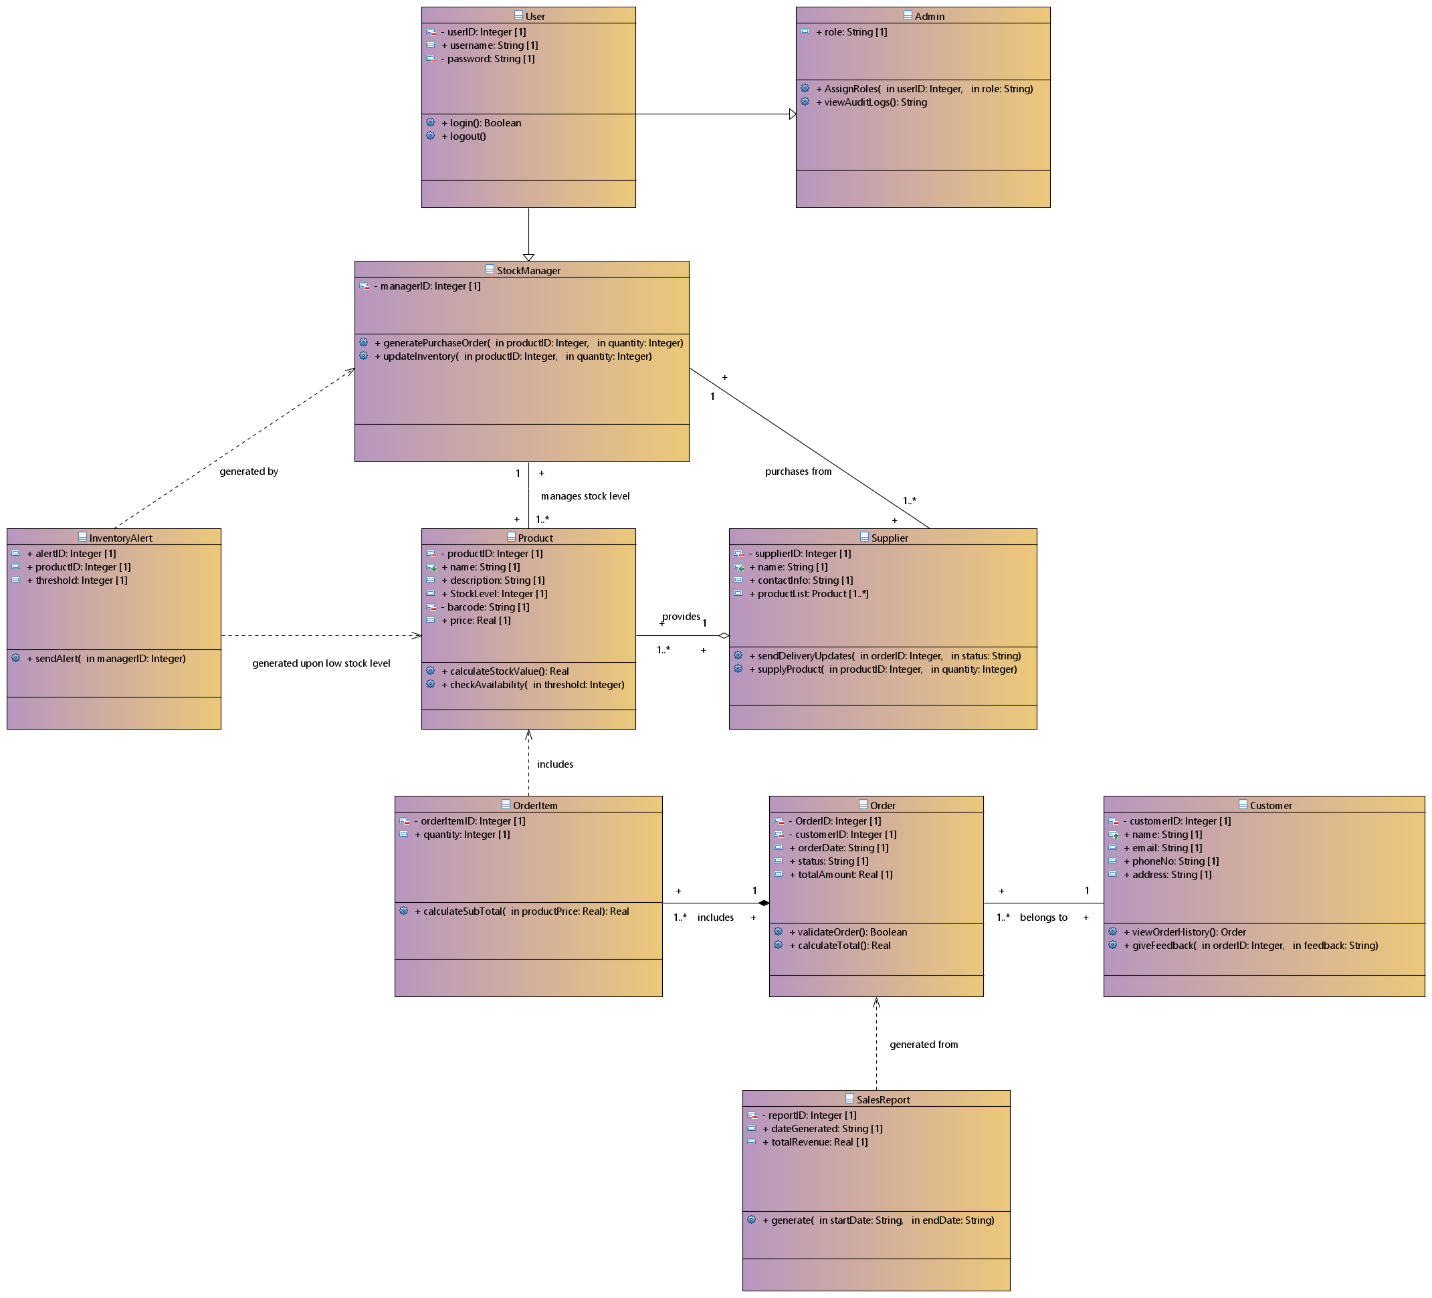 User
- userID: Integer [1]
+ username: String [1]
- password: String [1]
+ login(): Boolean
+ logout()
Admin
+ role: String [1]
+ AssignRoles( in userID: Integer, in role: String)
+ viewAuditLogs(): String
StockManager
- managerID: Integer [1]
+ generatePurchaseOrder( in productID: Integer, in quantity: Integer)
+ updateInventory( in productID: Integer, in quantity: Integer)
+
1
generated by
purchases from
1 +
manages stock level
+ 1..*
1..*
+
InventoryAlert
+ alertID: Integer [1]
+ productID: Integer [1]
+ threshold: Integer [1]
+ sendAlert( in managerID: Integer)
generated upon low stock level
Product
- productID: Integer [1]
+ name: String [1]
+ description: String [1]
+ StockLevel: Integer [1]
- barcode: String [1]
+ price: Real [1]
+ calculateStockValue(): Real
+ checkAvailability( in threshold: Integer)
provides
+ 1
1..* +
Supplier
- supplierID: Integer [1]
+ name: String [1]
+ contactInfo: String [1]
+ productList: Product [1..*]
+ sendDeliveryUpdates( in orderID: Integer, in status: String)
+ supplyProduct( in productID: Integer, in quantity: Integer)
includes
OrderItem
- orderItemID: Integer [1]
+ quantity: Integer [1]
+ calculateSubTotal( in productPrice: Real): Real
+ 1
1..* includes +
Order
- OrderID: Integer [1]
- customerID: Integer [1]
+ orderDate: String [1]
+ status: String [1]
+ totalAmount: Real [1]
+ validateOrder(): Boolean
+ calculateTotal(): Real
+ 1
1..* belongs to +
Customer
- customerID: Integer [1]
+ name: String [1]
+ email: String [1]
+ phoneNo: String [1]
+ address: String [1]
+ viewOrderHistory(): Order
+ giveFeedback( in orderID: Integer, in feedback: String)
generated from
SalesReport
- reportID: Integer [1]
+ dateGenerated: String [1]
+ totalRevenue: Real [1]
+ generate( in startDate: String, in endDate: String)